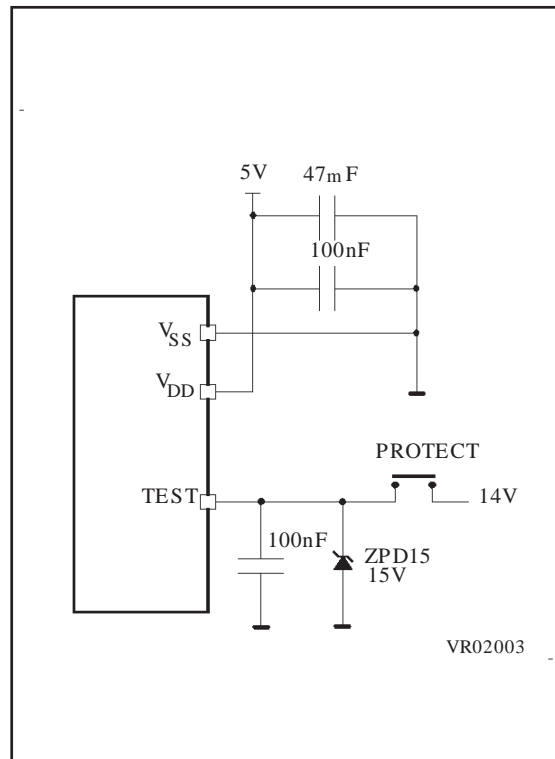 5V
47m F
100nF
VSS
VDD
PROTECT
TEST
14V
100nF
ZPD15
15V
VR02003